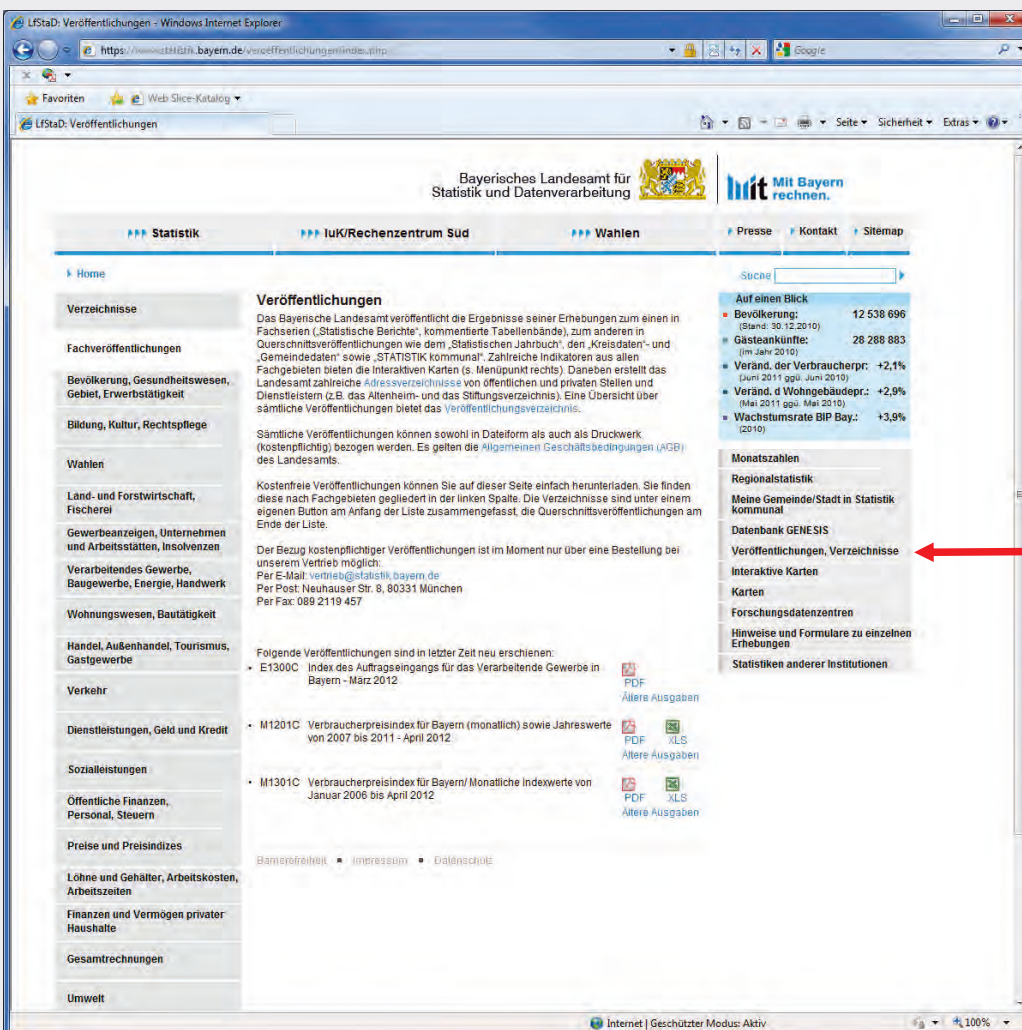 LfStaD: Veröffentlichungen - Windows Internet Explorer
https://www.statistik.bayern.de/veroeffentlichungen/index.php
Google
Favoriten
Web Slice-Katalog
LfStaD: Veröffentlichungen
Seite
Sicherheit
Extras
Bayerisches Landesamt für
Statistik und Datenverarbeitung
mit Mit Bayern
rechnen.
Statistik
IuK/Rechenzentrum Süd
Wahlen
Presse
Kontakt
Sitemap
Home
Suche
Verzeichnisse
Fachveröffentlichungen
Bevölkerung, Gesundheitswesen,
Gebiet, Erwerbstätigkeit
Bildung, Kultur, Rechtspflege
Wahlen
Land- und Forstwirtschaft,
Fischerei
Gewerbeanzeigen, Unternehmen
und Arbeitsstätten, Insolvenzen
Verarbeitendes Gewerbe,
Baugewerbe, Energie, Handwerk
Wohnungswesen, Bautätigkeit
Handel, Außenhandel, Tourismus,
Gastgewerbe
Verkehr
Dienstleistungen, Geld und Kredit
Sozialleistungen
Öffentliche Finanzen,
Personal, Steuern
Preise und Preisindizes
Löhne und Gehälter, Arbeitskosten,
Arbeitszeiten
Finanzen und Vermögen privater
Haushalte
Gesamtrechnungen
Umwelt
Veröffentlichungen
Das Bayerische Landesamt veröffentlicht die Ergebnisse seiner Erhebungen zum einen in
Fachserien („Statistische Berichte“, kommentierte Tabellenbände), zum anderen in
Querschnittsveröffentlichungen wie dem „Statistischen Jahrbuch“, den „Kreisdaten“- und
„Gemeindedaten“ sowie „STATISTIK kommunal“. Zahlreiche Indikatoren aus allen
Fachgebieten bieten die Interaktiven Karten (s. Menüpunkt rechts). Daneben erstellt das
Landesamt zahlreiche Adressverzeichnisse von öffentlichen und privaten Stellen und
Dienstleistern (z.B. das Altenheim- und das Stiftungsverzeichnis). Eine Übersicht über
sämtliche Veröffentlichungen bietet das Veröffentlichungsverzeichnis.
Sämtliche Veröffentlichungen können sowohl in Dateiform als auch als Druckwerk
(kostenpflichtig) bezogen werden. Es gelten die Allgemeinen Geschäftsbedingungen (AGB)
des Landesamts.
Kostenfreie Veröffentlichungen können Sie auf dieser Seite einfach herunterladen. Sie finden
diese nach Fachgebieten gegliedert in der linken Spalte. Die Verzeichnisse sind unter einem
eigenen Button am Anfang der Liste zusammengefasst, die Querschnittsveröffentlichungen am
Ende der Liste.
Der Bezug kostenpflichtiger Veröffentlichungen ist im Moment nur über eine Bestellung bei
unserem Vertrieb möglich:
Per E-Mail: vertrieb@statistik.bayern.de
Per Post: Neuhauser Str. 8, 80331 München
Per Fax: 089 2119 457
Folgende Veröffentlichungen sind in letzter Zeit neu erschienen:
• E1300C Index des Auftragseingangs für das Verarbeitende Gewerbe in
Bayern - März 2012
PDF
Ältere Ausgaben
• M1201C Verbraucherpreisindex für Bayern (monatlich) sowie Jahreswerte
von 2007 bis 2011 - April 2012
PDF XLS
Ältere Ausgaben
• M1301C Verbraucherpreisindex für Bayern/ Monatliche Indexwerte von
Januar 2006 bis April 2012
PDF XLS
Ältere Ausgaben
Barrierefreiheit ■ Impressum ■ Datenschutz
Auf einen Blick
Bevölkerung: 12 538 696
(Stand: 30.12.2010)
Gästeankünfte: 28 288 883
(im Jahr 2010)
Veränd. der Verbraucherpr: +2,1%
(Juni 2011 ggü. Juni 2010)
Veränd. d Wohngebäudepr.: +2,9%
(Mai 2011 ggü. Mai 2010)
Wachstumsrate BIP Bay.: +3,9%
(2010)
Monatszahlen
Regionalstatistik
Meine Gemeinde/Stadt in Statistik
kommunal
Datenbank GENESIS
Veröffentlichungen, Verzeichnisse
Interaktive Karten
Karten
Forschungsdatenzentren
Hinweise und Formulare zu einzelnen
Erhebungen
Statistiken anderer Institutionen
Internet | Geschützter Modus: Aktiv
100%